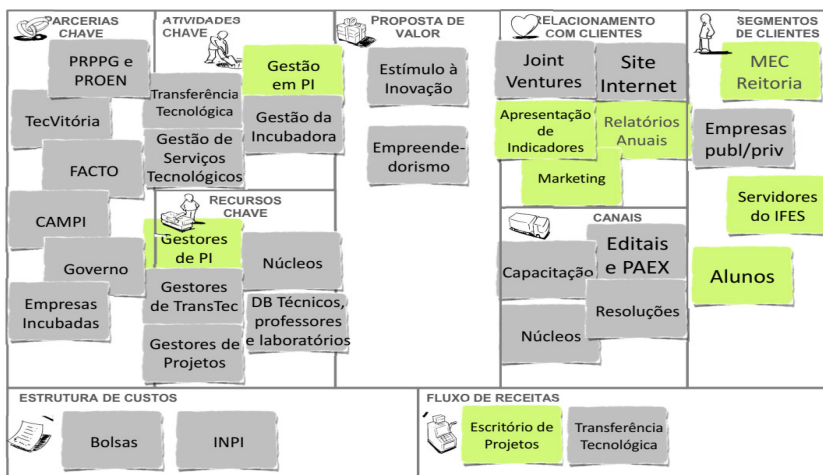 PARCERIAS
CHAVE
PRPPG e
PROEN
TecVitória
FACTO
CAMPI
Governo
Empresas
Incubadas
ATIVIDADES
CHAVE
Gestão
em PI
Transferência
Tecnológica
Gestão da
Incubadora
Gestão de
Serviços
Tecnológicos
RECURSOS
CHAVE
Gestores
de PI
Núcleos
Gestores
de TransTec
DB Técnicos,
professores
e laboratórios
Gestores de
Projetos
PROPOSTA DE
VALOR
Estímulo à
Inovação
Empreende-
dorismo
RELACIONAMENTO
COM CLIENTES
Joint
Ventures
Site
Internet
Apresentação
de
Indicadores
Relatórios
Anuais
Marketing
CANAIS
Editais
e PAEX
Capacitação
Resoluções
Núcleos
SEGMENTOS
DE CLIENTES
MEC
Reitoria
Empresas
publ/priv
Servidores
do IFES
Alunos
ESTRUTURA DE CUSTOS
Bolsas
INPI
FLUXO DE RECEITAS
Escritório de
Projetos
Transferência
Tecnológica